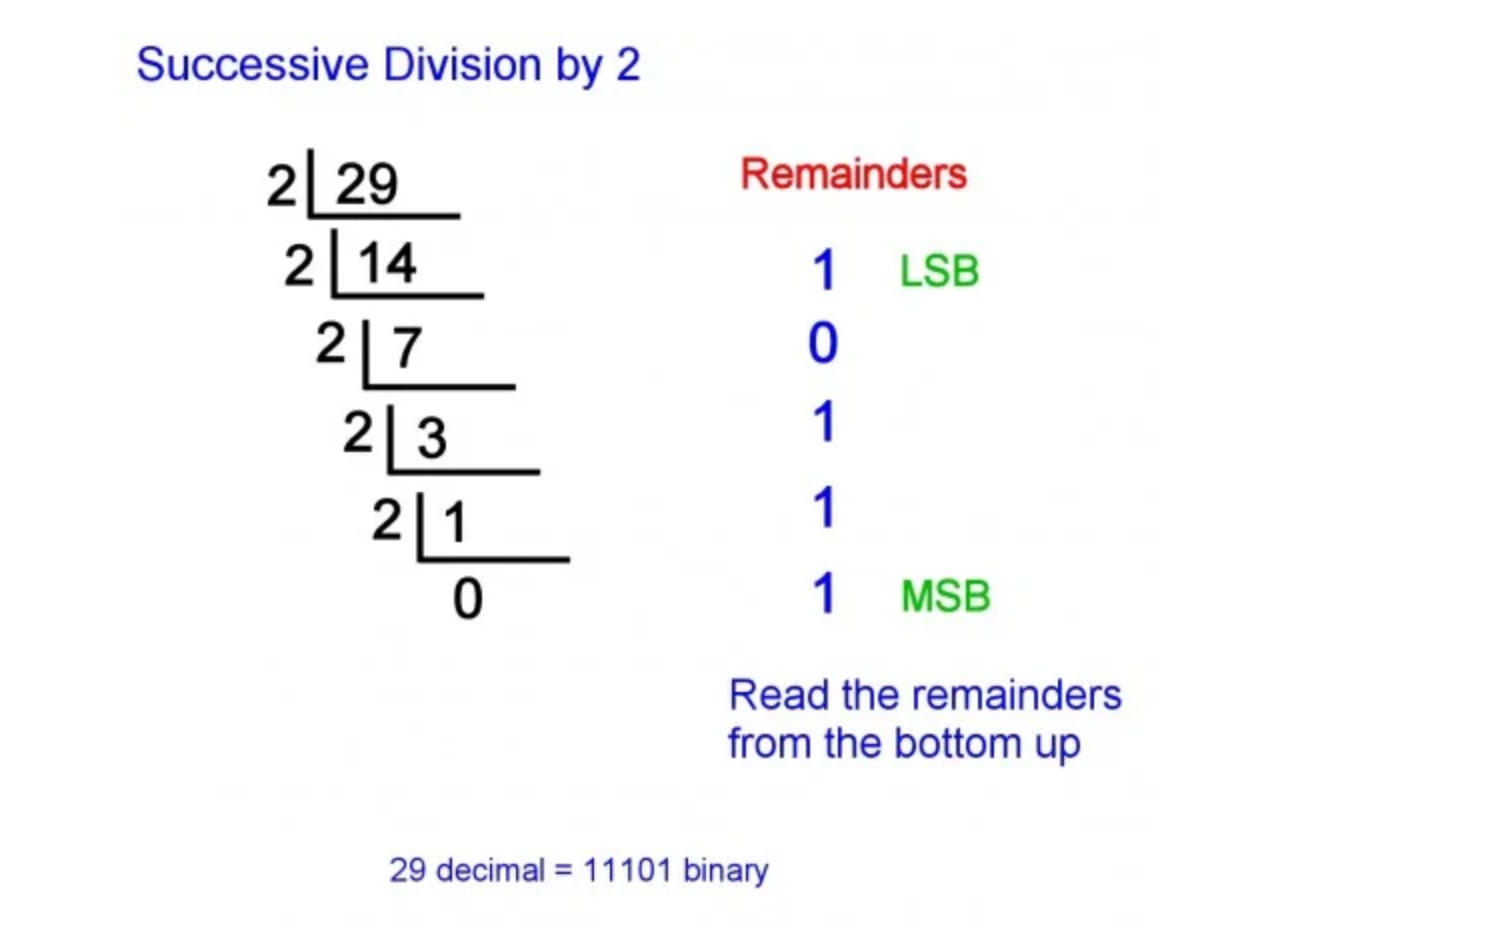 Successive Division by 2
2 29
Remainders
2 14
1 LSB
2 7
0
2 3
1
2 1
1
0
1 MSB
Read the remainders
from the bottom up
29 decimal = 11101 binary